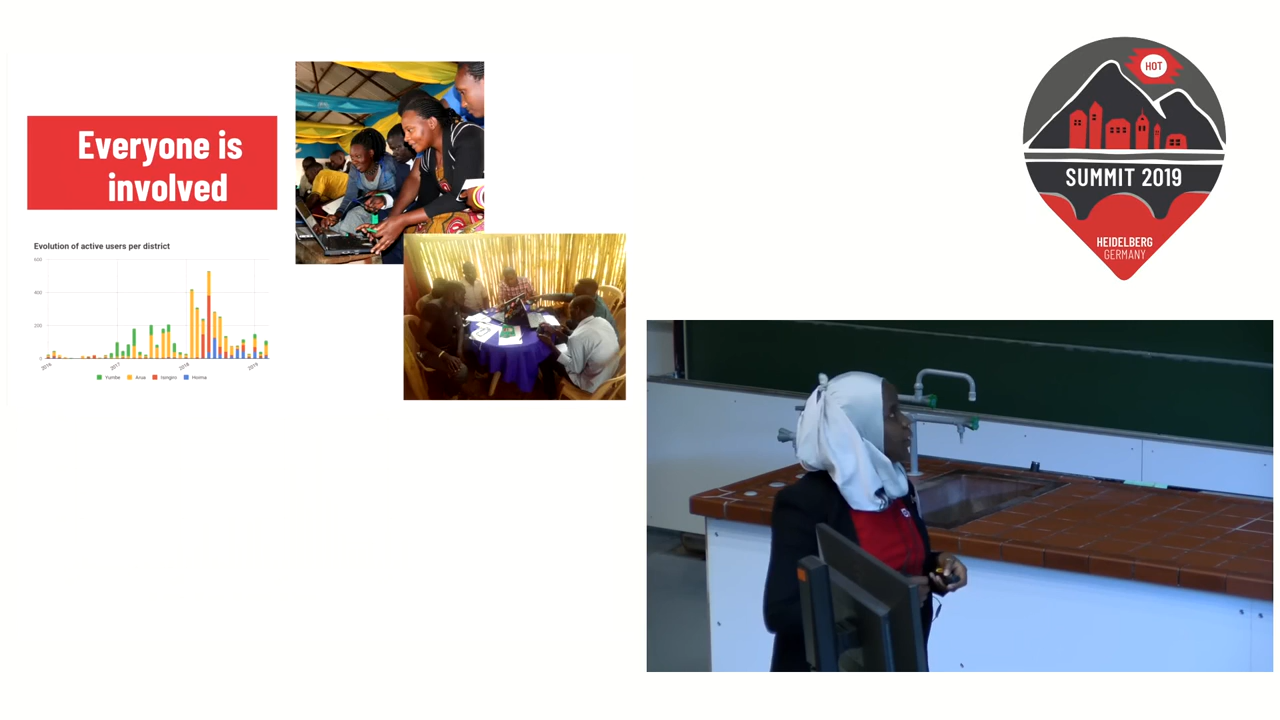 Everyone is
involved
Evolution of active users per district
600
400
200
0
2016
2017
2018
2019
Yumbe
Arua
Isingiro
Hoima
HOT
SUMMIT 2019
HEIDELBERG
GERMANY